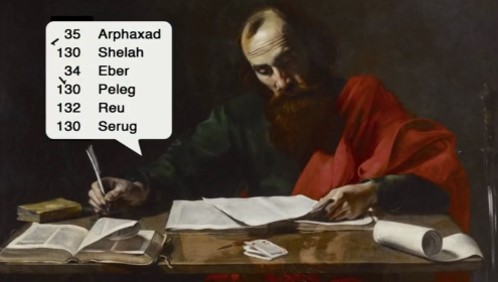 35 Arphaxad
130 Shelah
34 Eber
130 Peleg
132 Reu
130 Serug